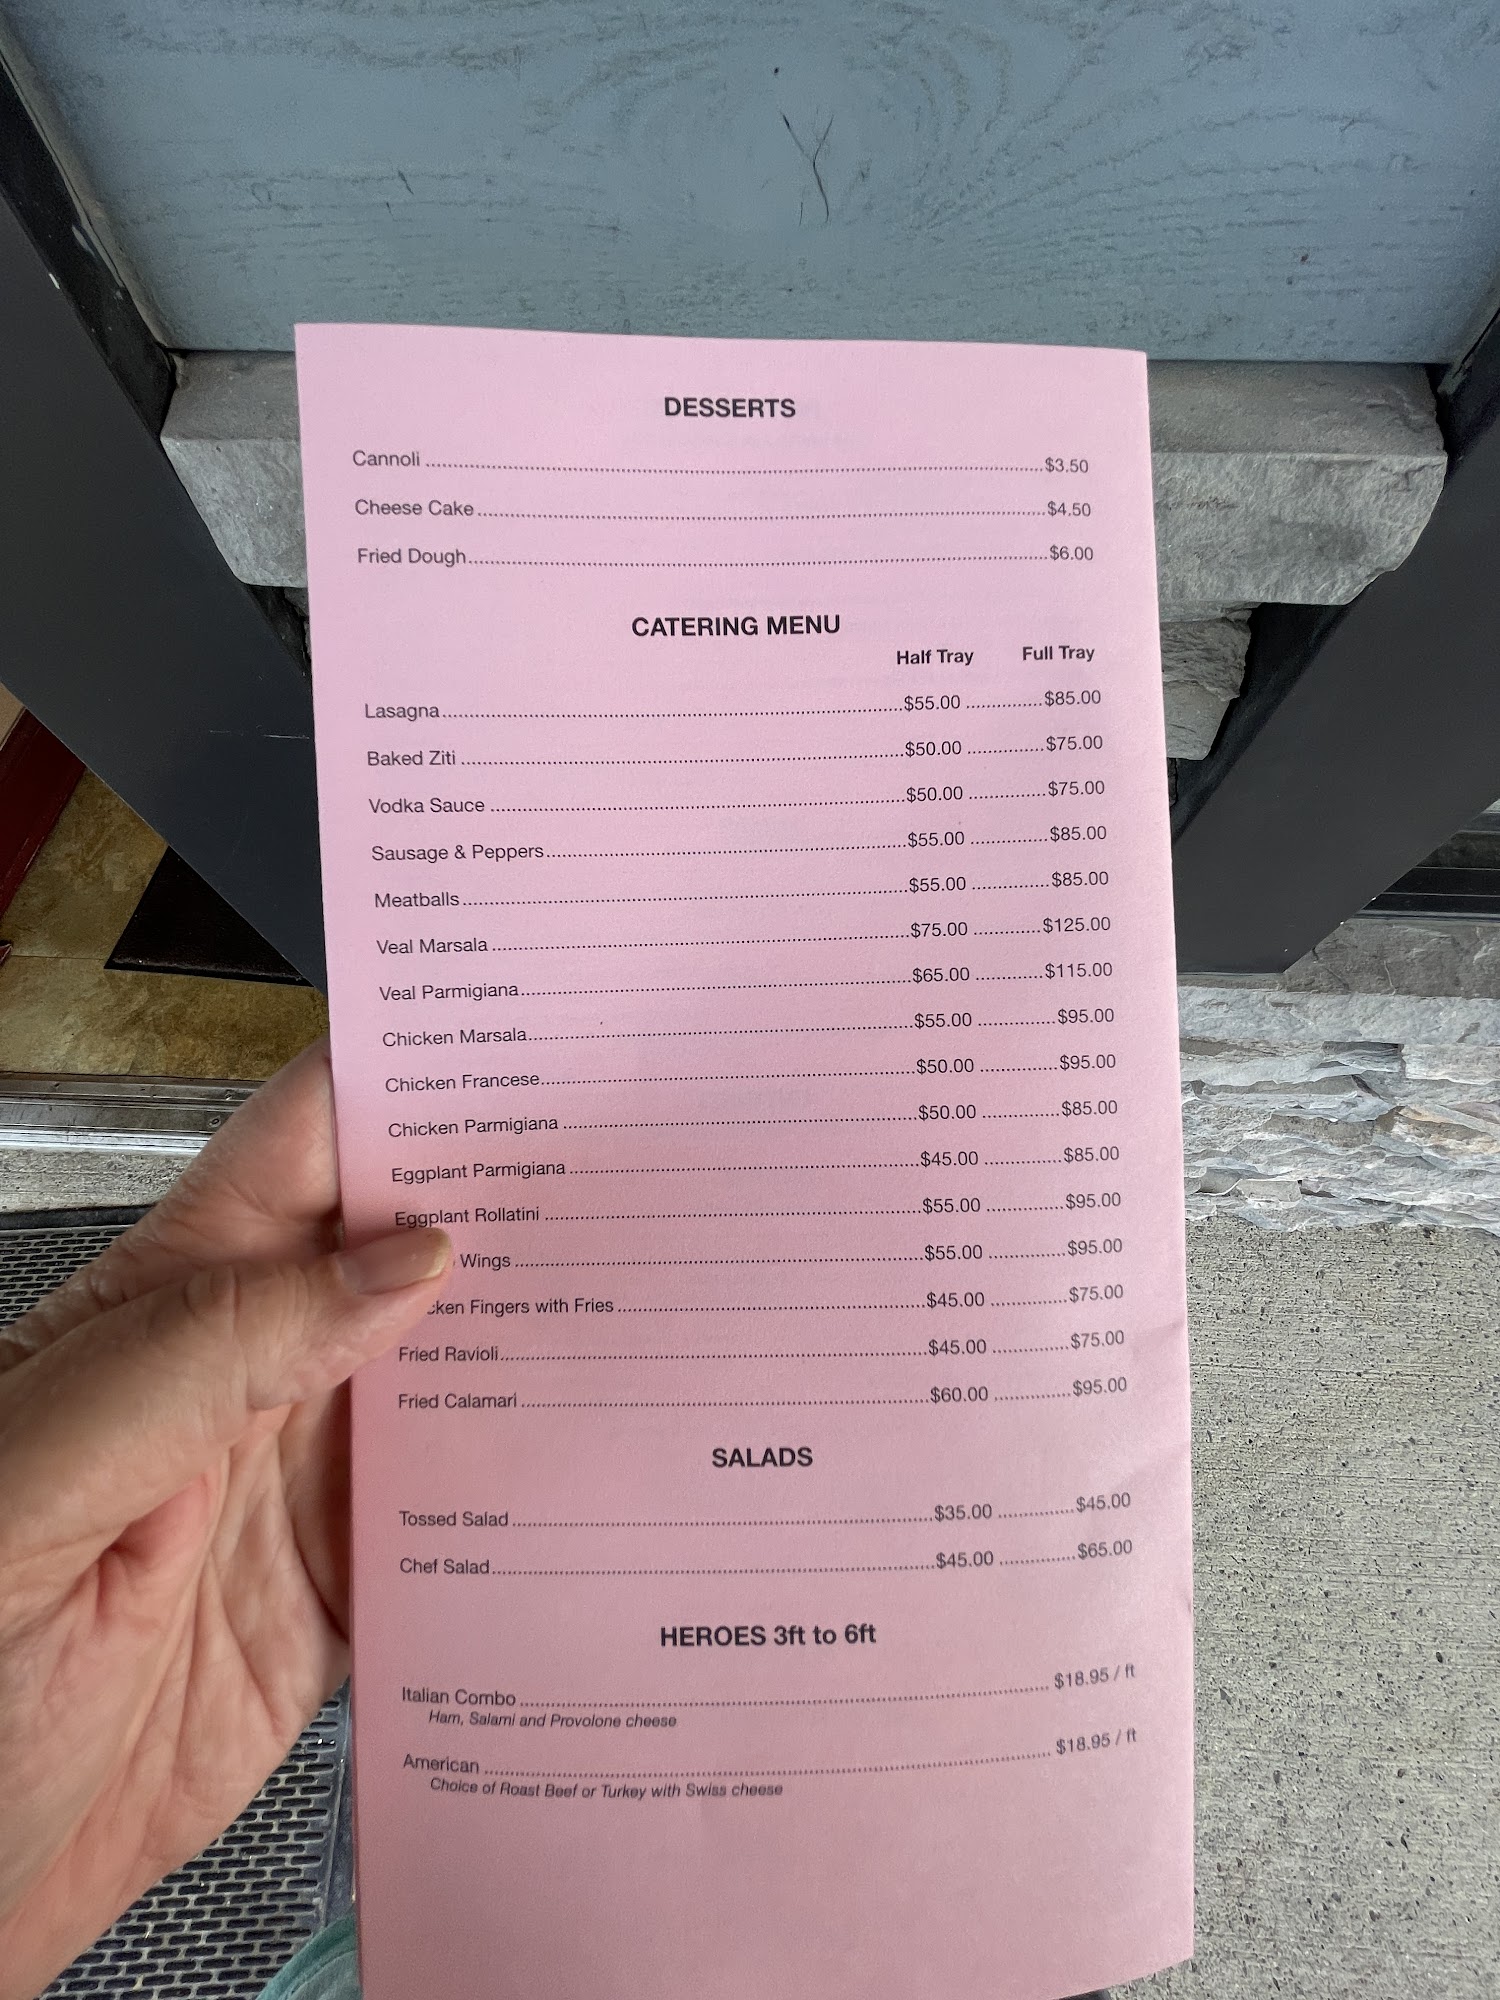 DESSERTS
Cannoli ........ $3.50
Cheese Cake ........ $4.50
Fried Dough ........ $6.00
CATERING MENU
Half Tray Full Tray
Lasagna ........ $55.00 ........ $85.00
Baked Ziti ........ $50.00 ........ $75.00
Vodka Sauce ........ $50.00 ........ $75.00
Sausage & Peppers ........ $55.00 ........ $85.00
Meatballs ........ $55.00 ........ $85.00
Veal Marsala ........ $75.00 ........ $125.00
Veal Parmigiana ........ $65.00 ........ $115.00
Chicken Marsala ........ $55.00 ........ $95.00
Chicken Francese ........ $50.00 ........ $95.00
Chicken Parmigiana ........ $50.00 ........ $85.00
Eggplant Parmigiana ........ $45.00 ........ $85.00
Eggplant Rollatini ........ $55.00 ........ $95.00
Wings ........ $55.00 ........ $95.00
cken Fingers with Fries ........ $45.00 ........ $75.00
Fried Ravioli ........ $45.00 ........ $75.00
Fried Calamari ........ $60.00 ........ $95.00
SALADS
Tossed Salad ........ $35.00 ........ $45.00
Chef Salad ........ $45.00 ........ $65.00
HEROES 3ft to 6ft
Italian Combo ........ $18.95 / ft
Ham, Salami and Provolone cheese
American ........ $18.95 / ft
Choice of Roast Beef or Turkey with Swiss cheese